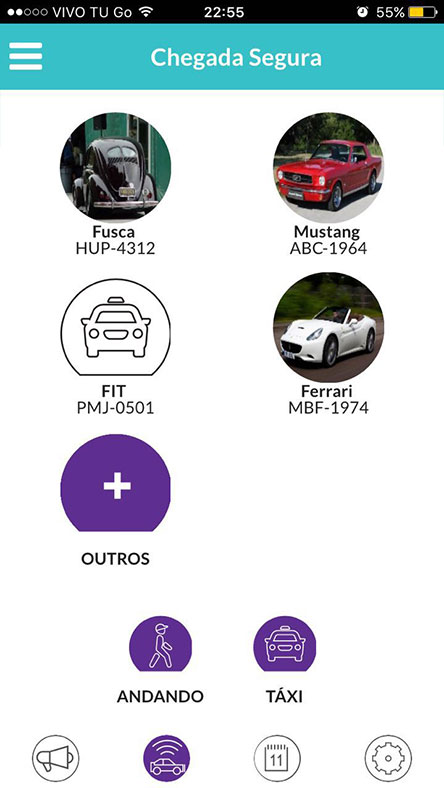 VIVO TU Go 22:55 55%
Chegada Segura
Fusca
HUP-4312
Mustang
ABC-1964
FIT
PMJ-0501
Ferrari
MBF-1974
OUTROS
ANDANDO
TÁXI
11